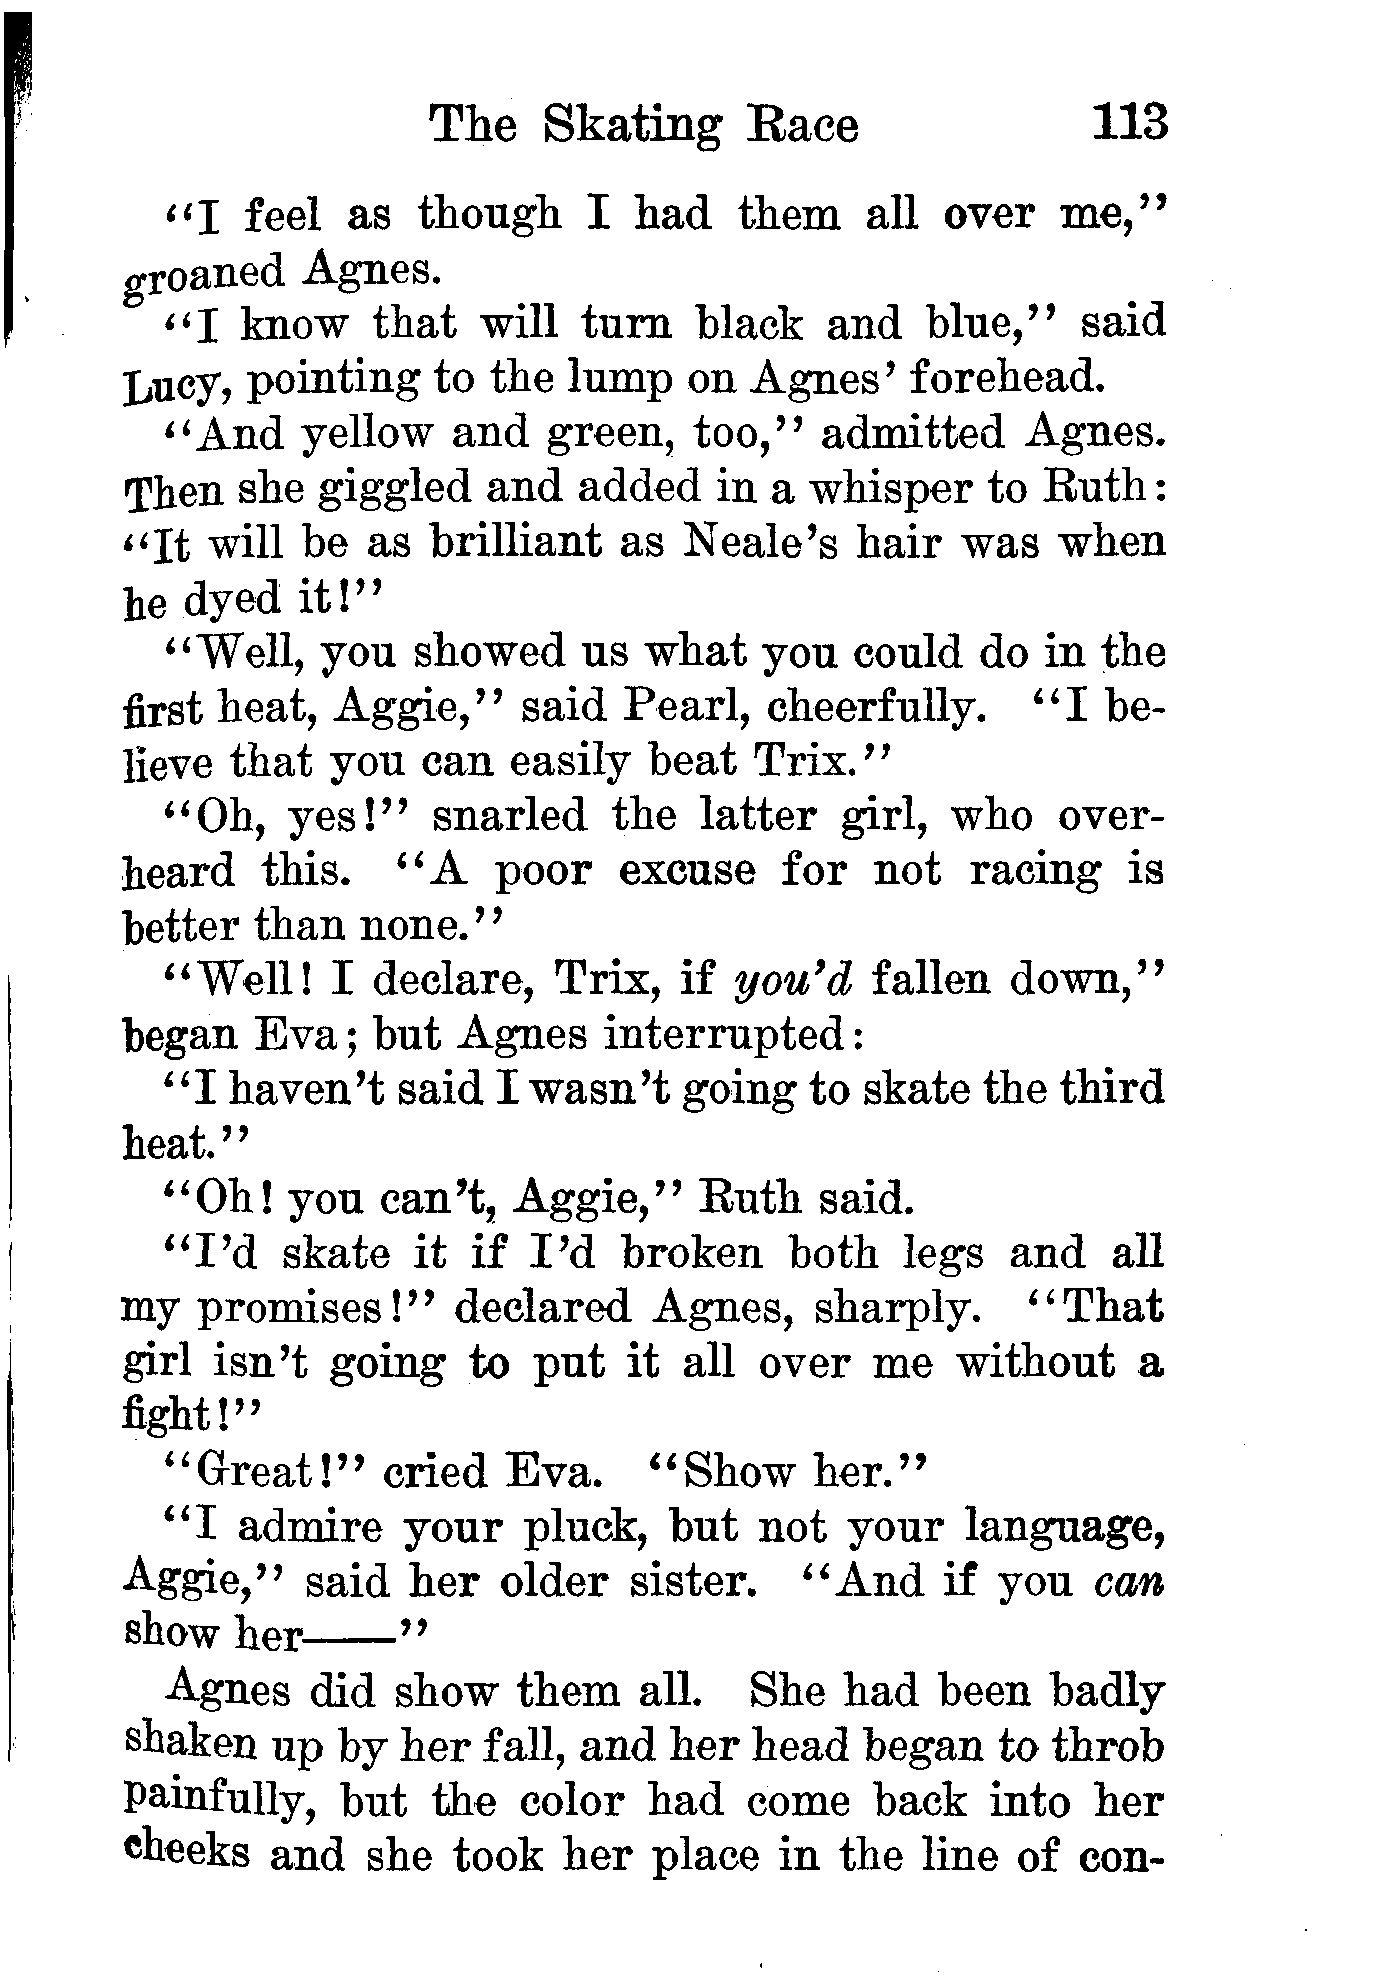 The Skating Race 113
"I feel as though I had them all over me,"
groaned Agnes.
"I know that will turn black and blue," said
Lucy, pointing to the lump on Agnes' forehead.
"And yellow and green, too," admitted Agnes.
Then she giggled and added in a whisper to Ruth:
"It will be as brilliant as Neale's hair was when
he dyed it!"
"Well, you showed us what you could do in the
first heat, Aggie," said Pearl, cheerfully. "I be-
lieve that you can easily beat Trix."
"Oh, yes!" snarled the latter girl, who over-
heard this. "A poor excuse for not racing is
better than none."
"Well! I declare, Trix, if you'd fallen down,"
began Eva; but Agnes interrupted:
"I haven't said I wasn't going to skate the third
heat."
"Oh! you can't, Aggie," Ruth said.
"I'd skate it if I'd broken both legs and all
my promises!" declared Agnes, sharply. "That
girl isn't going to put it all over me without a
fight!"
"Great!" cried Eva. "Show her."
"I admire your pluck, but not your language,
Aggie," said her older sister. "And if you can
show her——"
Agnes did show them all. She had been badly
shaken up by her fall, and her head began to throb
painfully, but the color had come back into her
cheeks and she took her place in the line of con-